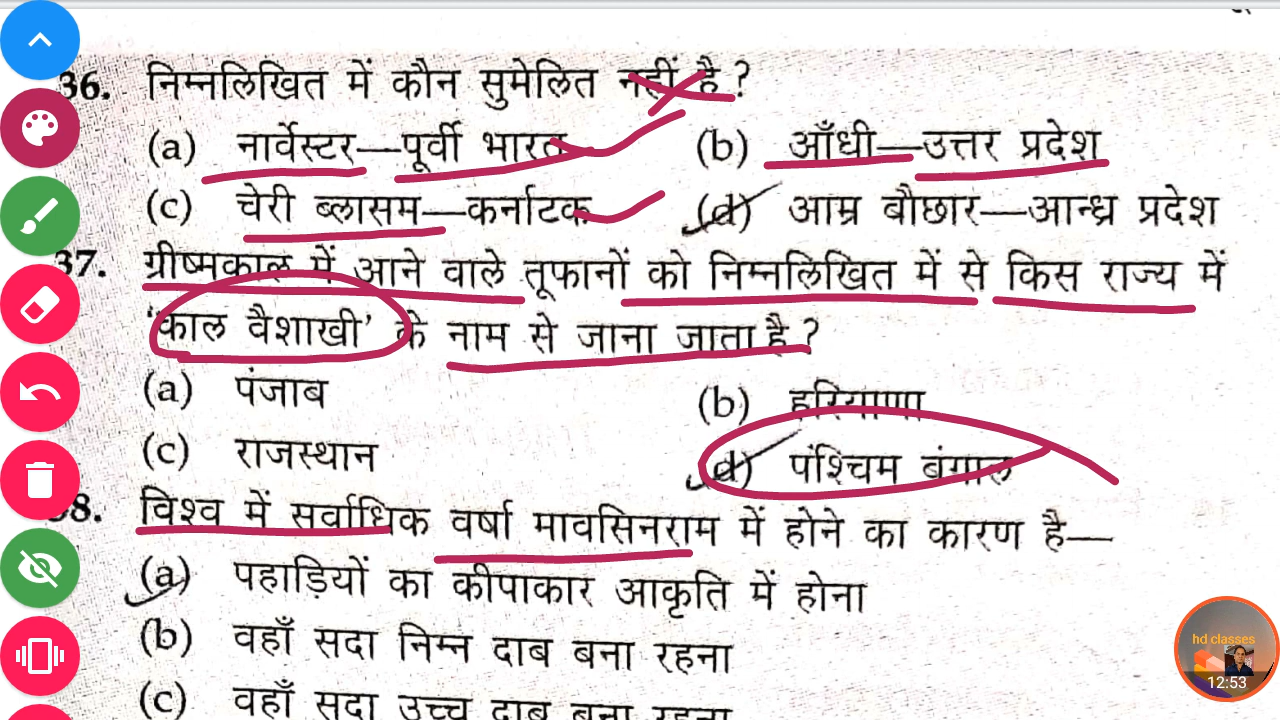 36. निम्नलिखित में कौन सुमेलित नहीं है ?
(a) नार्वेस्टर—पूर्वी भारत (b) आँधी—उत्तर प्रदेश
(c) चेरी ब्लासम—कर्नाटक (d) आम्र बौछार—आन्ध्र प्रदेश
37. ग्रीष्मकाल में आने वाले तूफानों को निम्नलिखित में से किस राज्य में
‘काल वैशाखी’ के नाम से जाना जाता है ?
(a) पंजाब (b) हरियाणा
(c) राजस्थान (d) पंश्चिम बंगाल
38. विश्व में सर्वाधिक वर्षा मावसिनराम में होने का कारण है—
(a) पहाड़ियों का कीपाकार आकृति में होना
(b) वहाँ सदा निम्न दाब बना रहना
(c) वहाँ सदा उच्च दाब बना रहना
hd classes
12:53